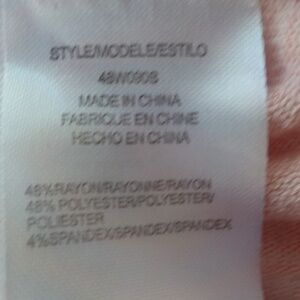 STYLE/MODELE/ESTILO
48W090S
MADE IN CHINA
FABRIQUE EN CHINE
HECHO EN CHINA
48%RAYON/RAYONNE/RAYON
48% POLYESTER/POLYESTER/
POLIESTER
4%SPANDEX/SPANDEX/SPANDEX